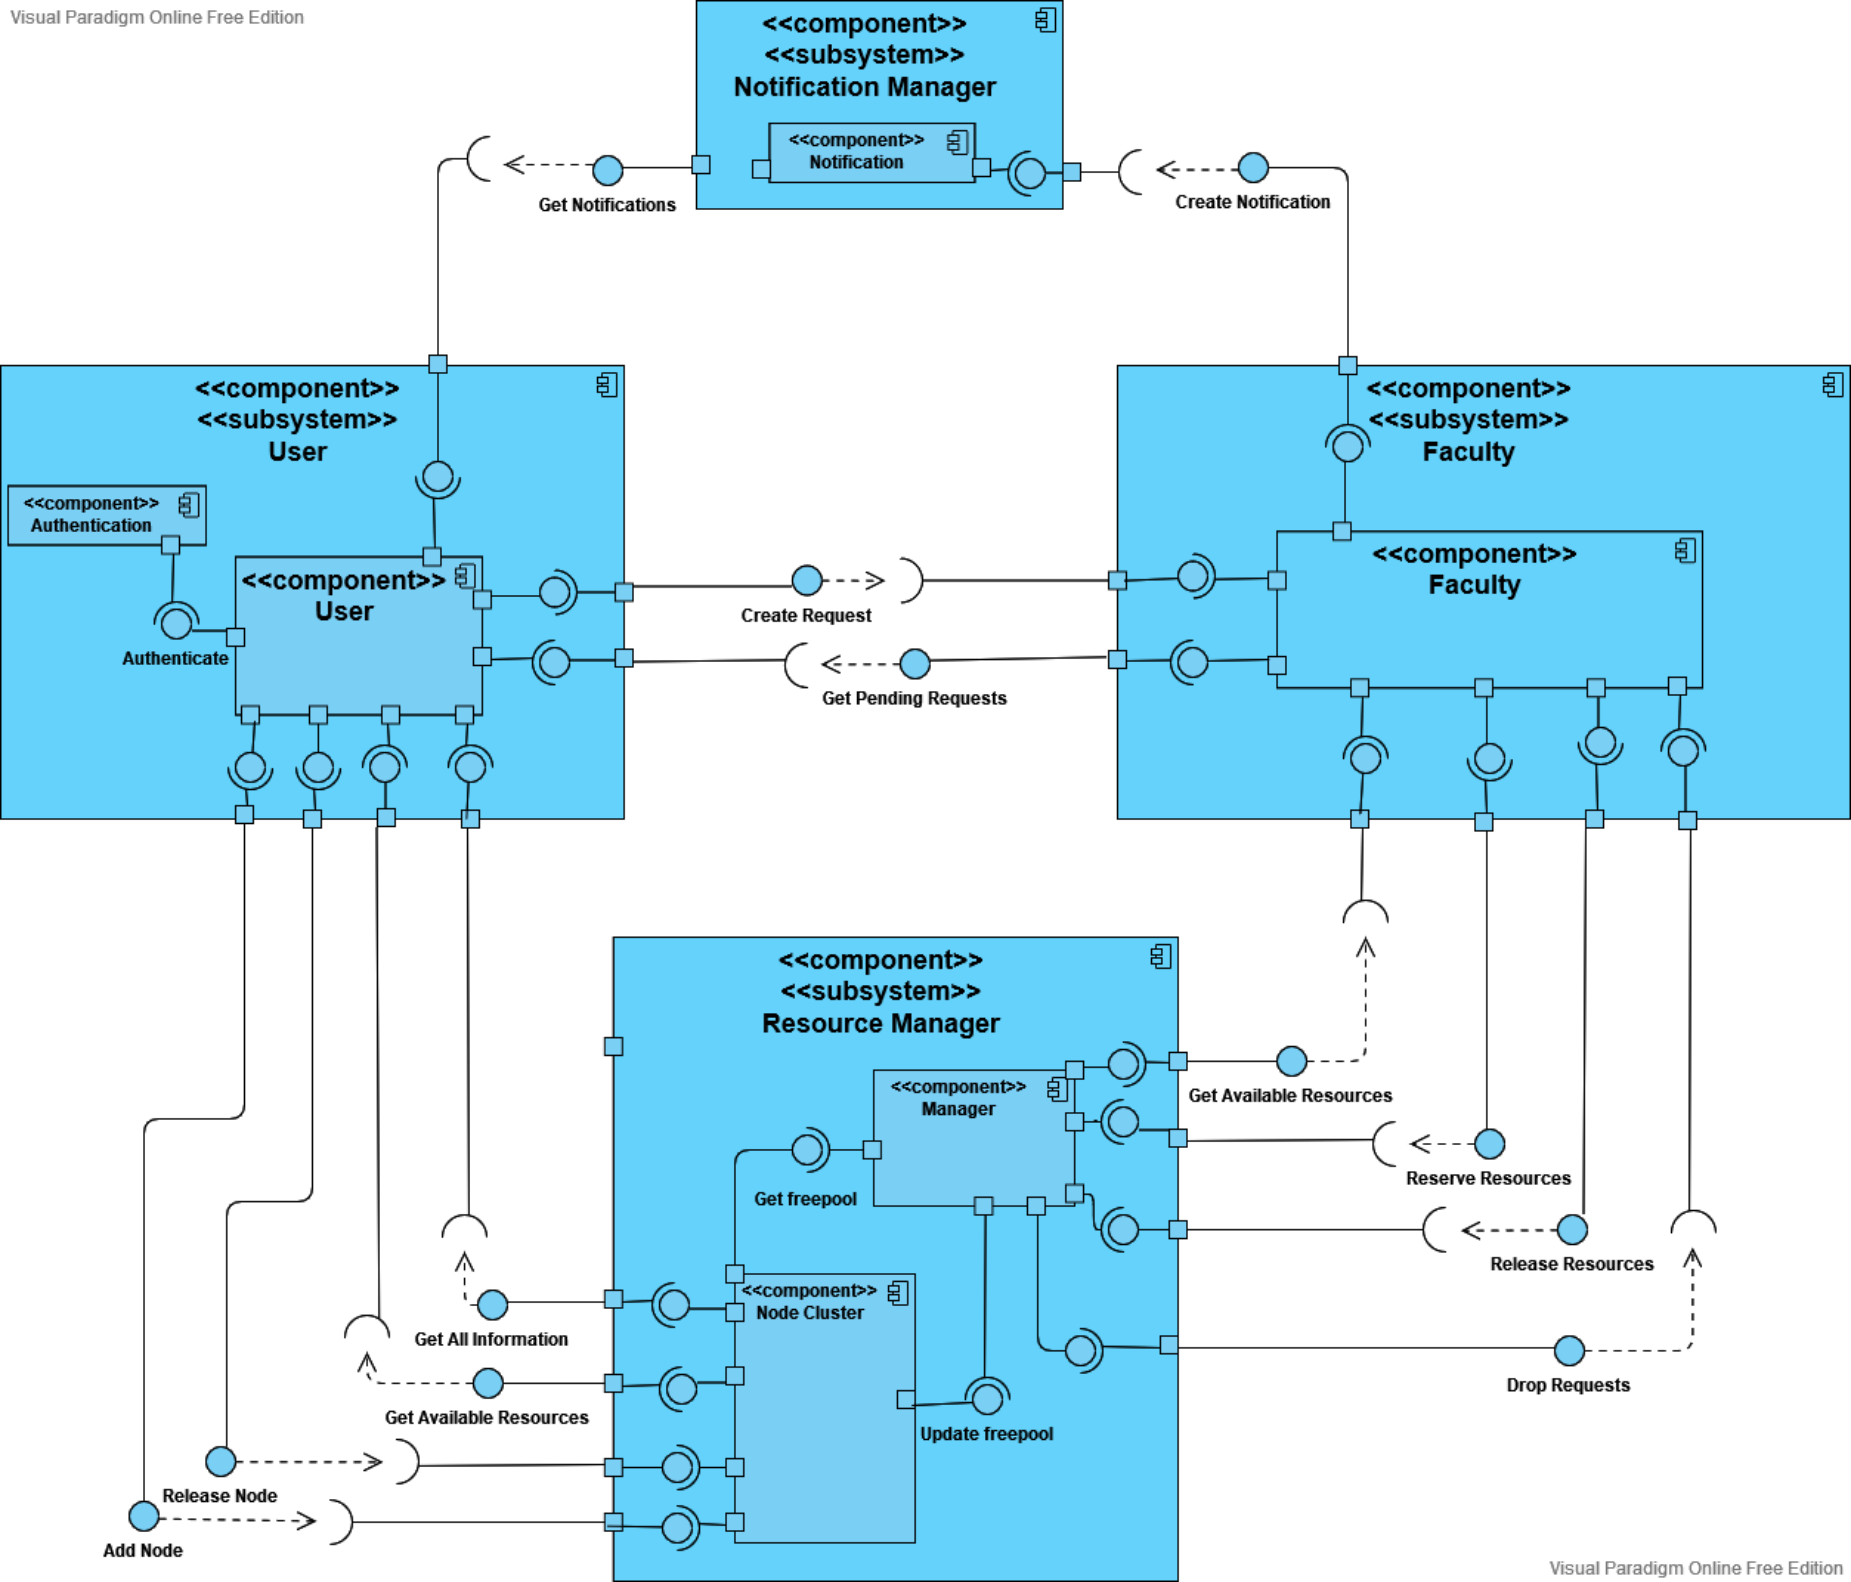 Visual Paradigm Online Free Edition
<<component>>
<<subsystem>>
Notification Manager
<<component>>
Notification
Get Notifications
Create Notification
<<component>>
<<subsystem>>
User
<<component>>
Authentication
Authenticate
<<component>>
User
Create Request
Get Pending Requests
<<component>>
<<subsystem>>
Faculty
<<component>>
Faculty
<<component>>
<<subsystem>>
Resource Manager
<<component>>
Manager
Get freepool
<<component>>
Node Cluster
Update freepool
Get Available Resources
Reserve Resources
Release Resources
Drop Requests
Get All Information
Get Available Resources
Release Node
Add Node
Visual Paradigm Online Free Edition